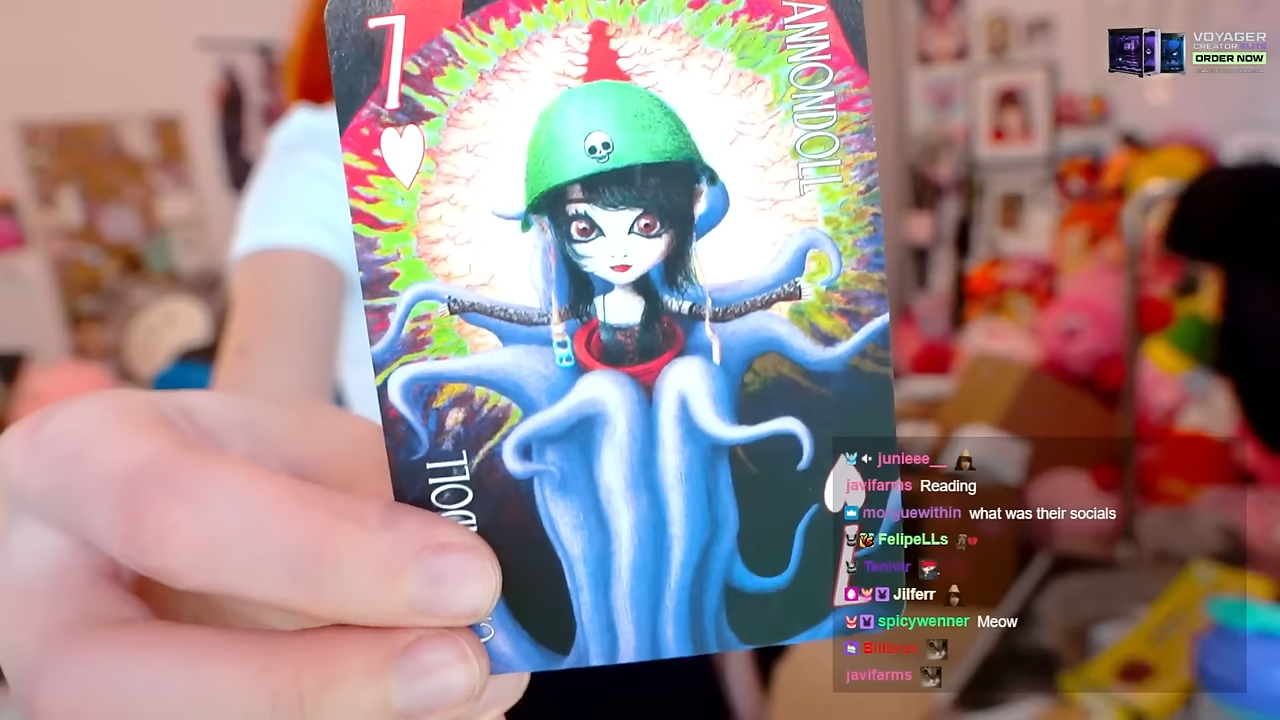 7
ANNONDOLL
VOYAGER
CREATOR ELITE
ORDER NOW
junieee__
javifarms Reading
morguewithin what was their socials
FelipeLLs
Jilferr
spicywenner Meow
javifarms